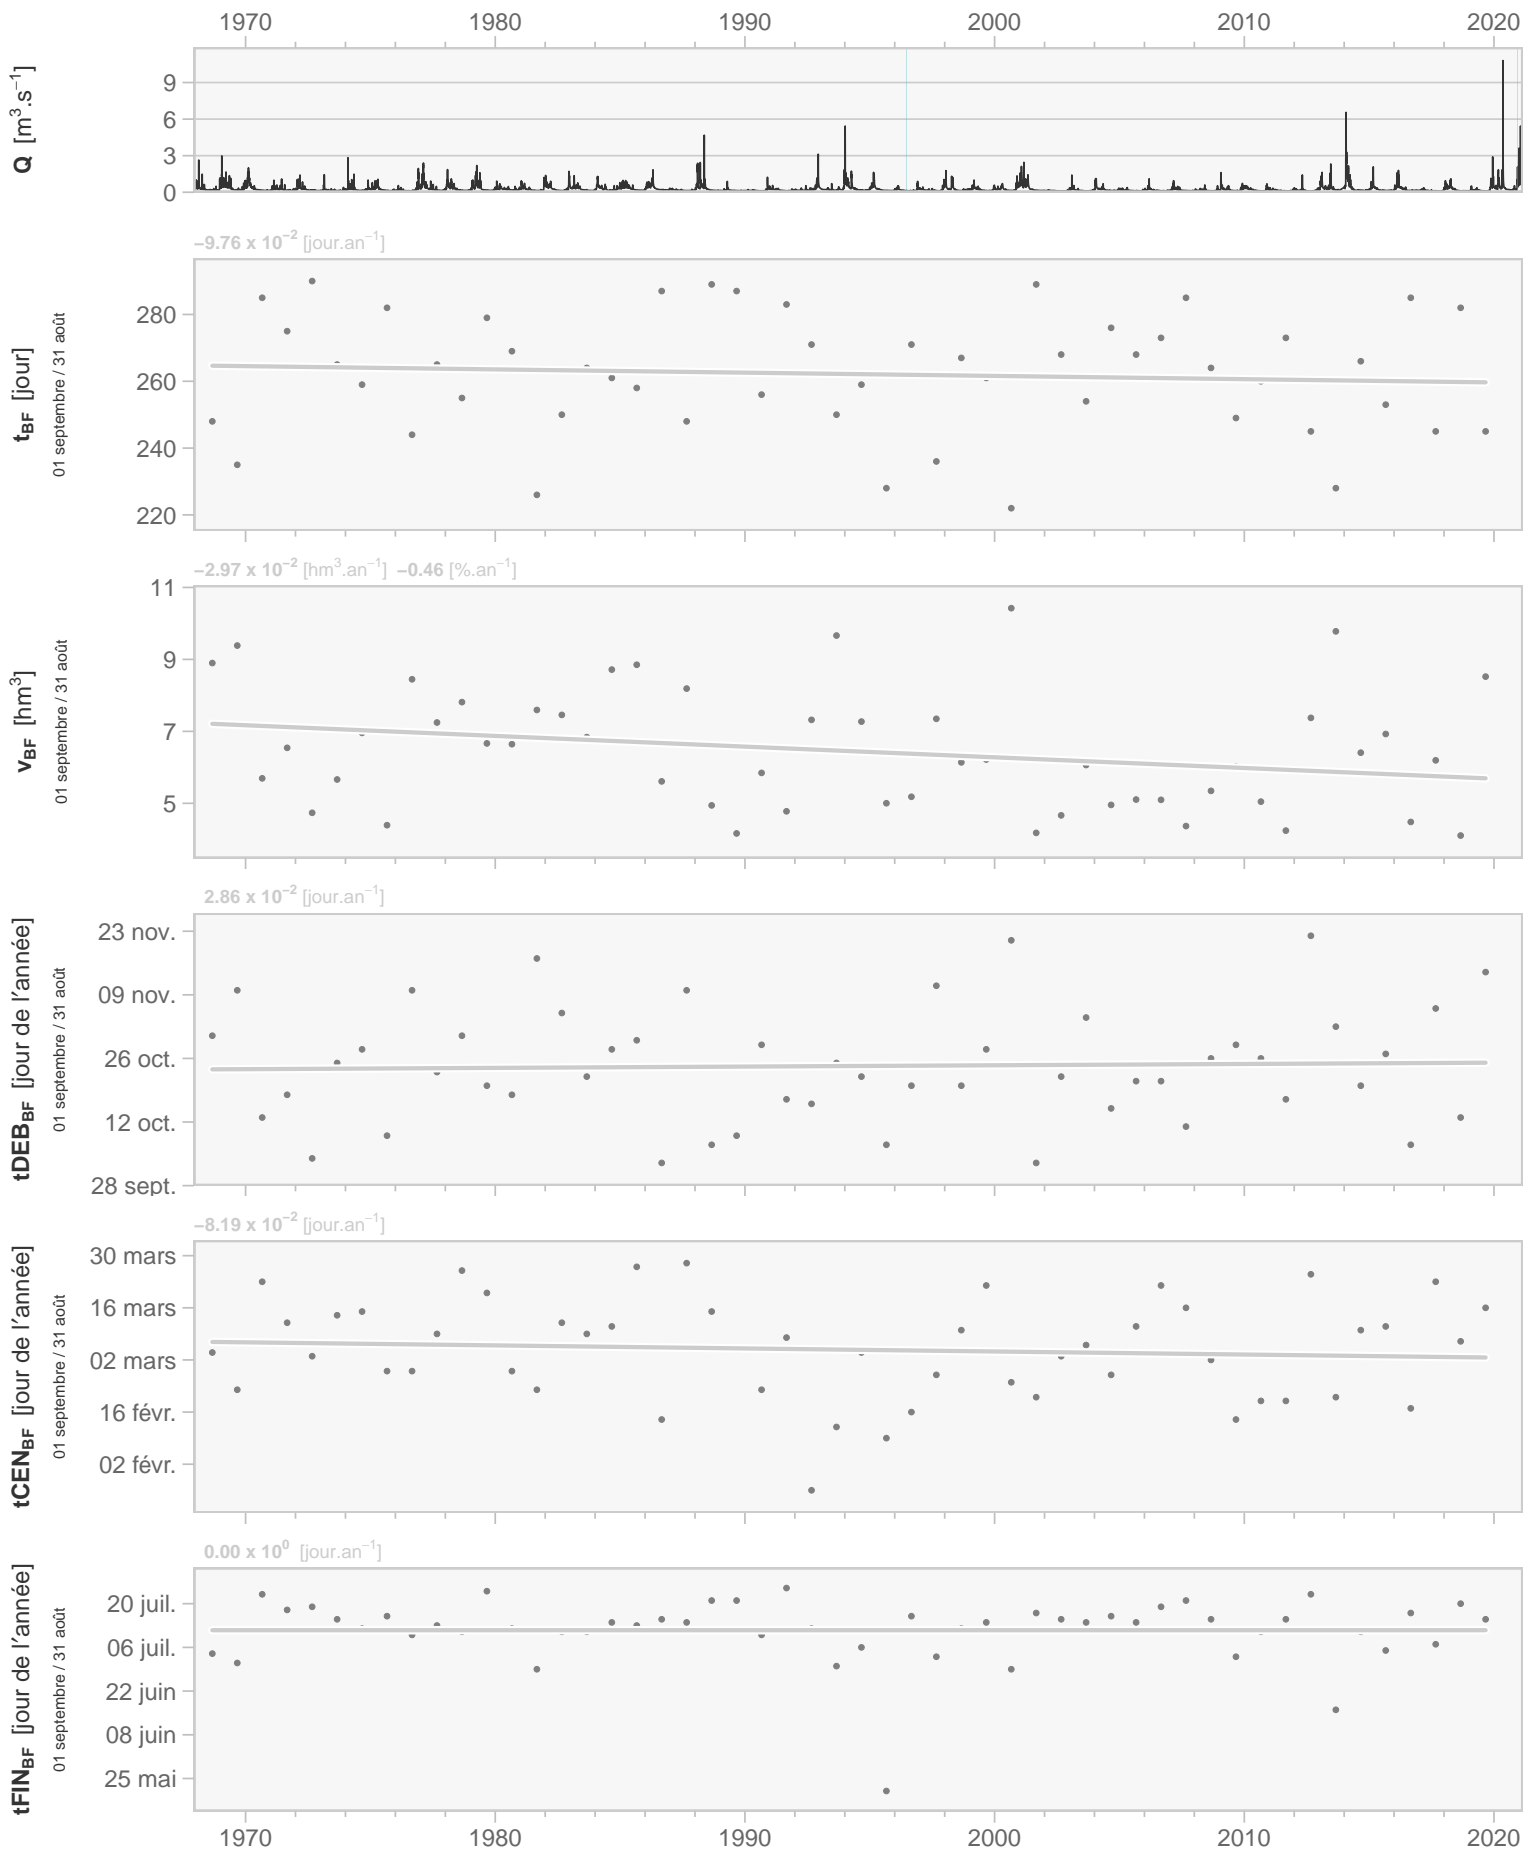 1970 1980 1990 2000 2010 2020
Q [m³.s⁻¹]
9
6
3
0
−9.76 x 10⁻² [jour.an⁻¹]
tBF [jour]
01 septembre / 31 août
280
260
240
220
−2.97 x 10⁻² [hm³.an⁻¹] −0.46 [%.an⁻¹]
vBF [hm³]
01 septembre / 31 août
11
9
7
5
2.86 x 10⁻² [jour.an⁻¹]
tDEBBF [jour de l'année]
01 septembre / 31 août
23 nov.
09 nov.
26 oct.
12 oct.
28 sept.
−8.19 x 10⁻² [jour.an⁻¹]
tCENBF [jour de l'année]
01 septembre / 31 août
30 mars
16 mars
02 mars
16 févr.
02 févr.
0.00 x 10⁰ [jour.an⁻¹]
tFINBF [jour de l'année]
01 septembre / 31 août
20 juil.
06 juil.
22 juin
08 juin
25 mai
1970 1980 1990 2000 2010 2020